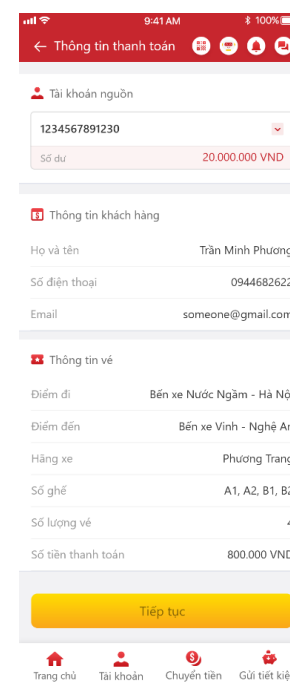 9:41 AM 100%
Thông tin thanh toán
Tài khoản nguồn
1234567891230
Số dư 20.000.000 VND
Thông tin khách hàng
Họ và tên Trần Minh Phương
Số điện thoại 0944682622
Email someone@gmail.com
Thông tin vé
Điểm đi Bến xe Nước Ngầm - Hà Nội
Điểm đến Bến xe Vinh - Nghệ An
Hãng xe Phương Trang
Số ghế A1, A2, B1, B2
Số lượng vé 4
Số tiền thanh toán 800.000 VND
Tiếp tục
Trang chủ Tài khoản Chuyển tiền Gửi tiết kiệ